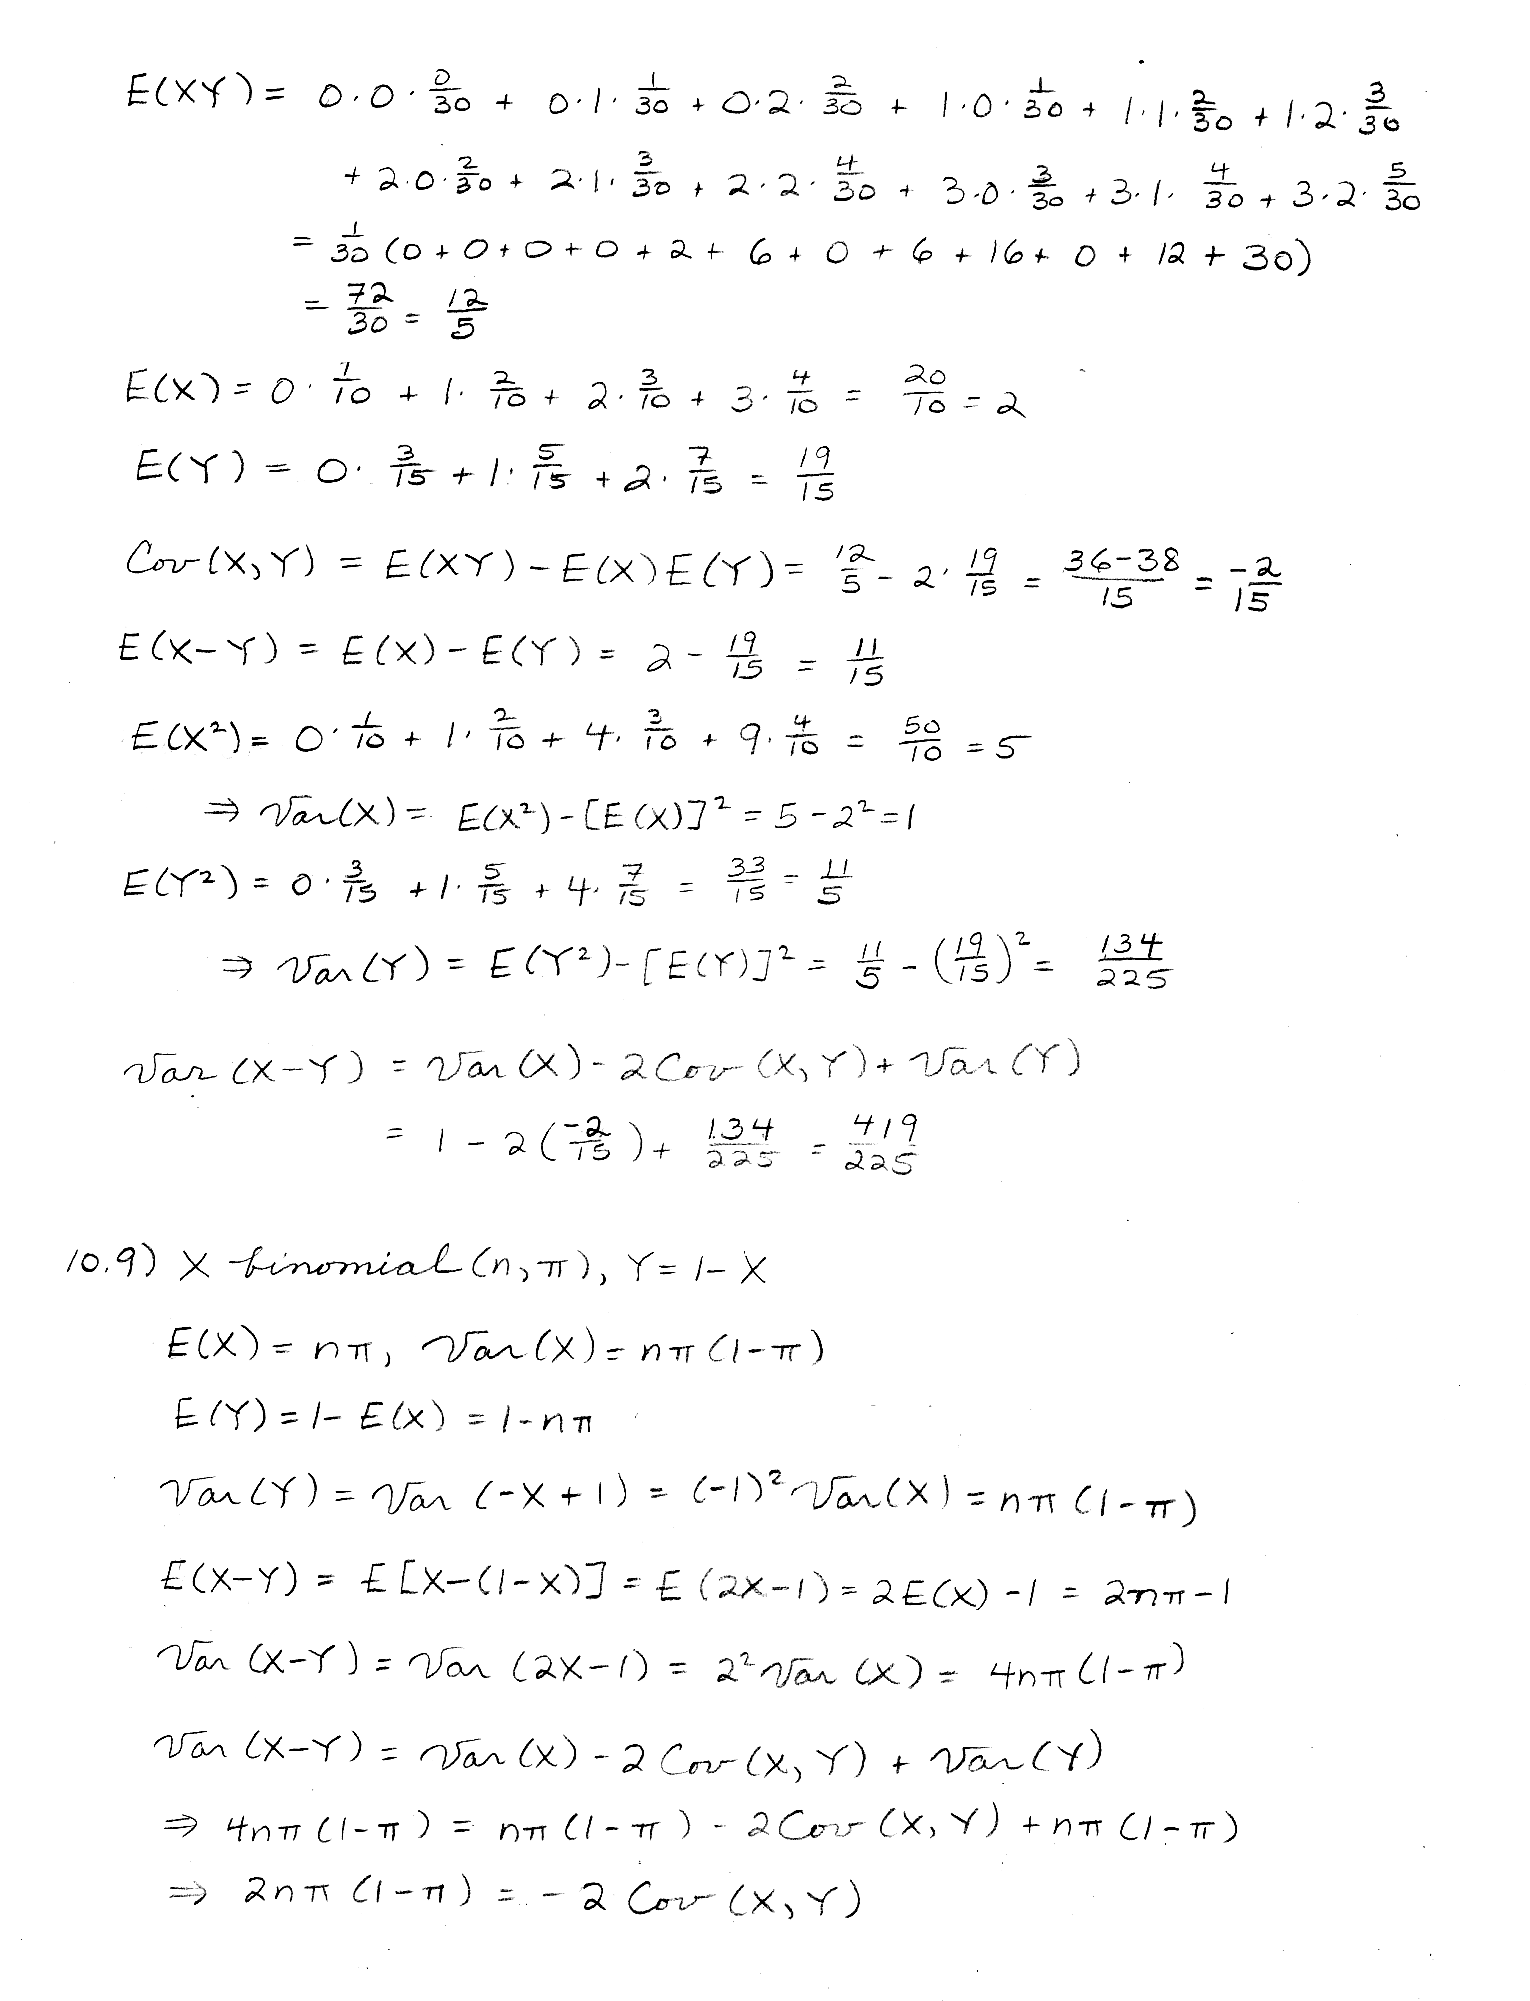 E(XY) = 0·0·0/30 + 0·1·1/30 + 0·2·2/30 + 1·0·1/30 + 1·1·2/30 + 1·2·3/30
+ 2·0·2/30 + 2·1·3/30 + 2·2·4/30 + 3·0·3/30 + 3·1·4/30 + 3·2·5/30
= 1/30 (0+0+0+0+2+6+0+6+16+0+12+30)
= 72/30 = 12/5
E(X) = 0·1/10 + 1·2/10 + 2·3/10 + 3·4/10 = 20/10 = 2
E(Y) = 0·3/15 + 1·5/15 + 2·7/15 = 19/15
Cov(X,Y) = E(XY) - E(X)E(Y) = 12/5 - 2·19/15 = 36-38/15 = -2/15
E(X-Y) = E(X) - E(Y) = 2 - 19/15 = 11/15
E(X²) = 0·1/10 + 1·2/10 + 4·3/10 + 9·4/10 = 50/10 = 5
⇒ Var(X) = E(X²) - [E(X)]² = 5 - 2² = 1
E(Y²) = 0·3/15 + 1·5/15 + 4·7/15 = 33/15 = 11/5
⇒ Var(Y) = E(Y²) - [E(Y)]² = 11/5 - (19/15)² = 134/225
Var(X-Y) = Var(X) - 2Cov(X,Y) + Var(Y)
= 1 - 2(-2/15) + 134/225 = 419/225
10.9) X binomial(n,π), Y = 1-X
E(X) = nπ, Var(X) = nπ(1-π)
E(Y) = 1-E(X) = 1-nπ
Var(Y) = Var(-X+1) = (-1)² Var(X) = nπ(1-π)
E(X-Y) = E[X-(1-X)] = E(2X-1) = 2E(X)-1 = 2nπ-1
Var(X-Y) = Var(2X-1) = 2² Var(X) = 4nπ(1-π)
Var(X-Y) = Var(X) - 2Cov(X,Y) + Var(Y)
⇒ 4nπ(1-π) = nπ(1-π) - 2Cov(X,Y) + nπ(1-π)
⇒ 2nπ(1-π) = -2Cov(X,Y)